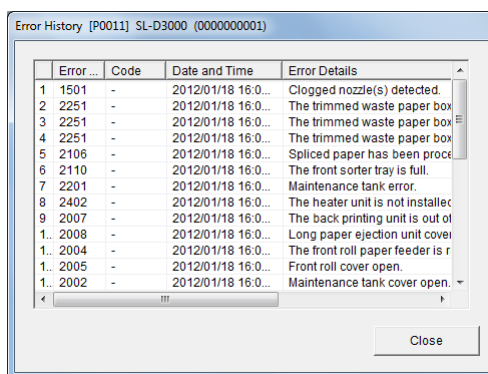 Error History [P0011] SL-D3000 (0000000001)
Error ... Code Date and Time Error Details
1 1501 - 2012/01/18 16:0... Clogged nozzle(s) detected.
2 2251 - 2012/01/18 16:0... The trimmed waste paper box
3 2251 - 2012/01/18 16:0... The trimmed waste paper box
4 2251 - 2012/01/18 16:0... The trimmed waste paper box
5 2106 - 2012/01/18 16:0... Spliced paper has been proce
6 2110 - 2012/01/18 16:0... The front sorter tray is full.
7 2201 - 2012/01/18 16:0... Maintenance tank error.
8 2402 - 2012/01/18 16:0... The heater unit is not installed
9 2007 - 2012/01/18 16:0... The back printing unit is out of
1.. 2008 - 2012/01/18 16:0... Long paper ejection unit cover
1.. 2004 - 2012/01/18 16:0... The front roll paper feeder is r
1.. 2005 - 2012/01/18 16:0... Front roll cover open.
1.. 2002 - 2012/01/18 16:0... Maintenance tank cover open.
Close